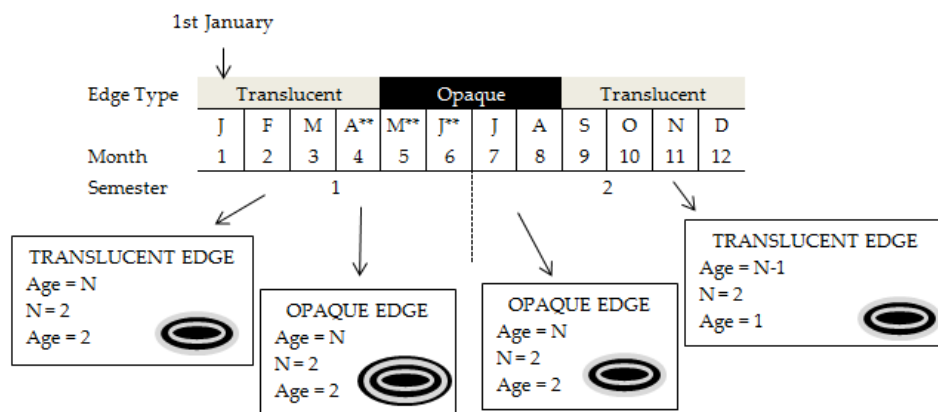 1st January
Edge Type Translucent Opaque Translucent
J F M A** M** J** J A S O N D
Month 1 2 3 4 5 6 7 8 9 10 11 12
Semester 1 2
TRANSLUCENT EDGE
Age = N
N = 2
Age = 2
OPAQUE EDGE
Age = N
N = 2
Age = 2
OPAQUE EDGE
Age = N
N = 2
Age = 2
TRANSLUCENT EDGE
Age = N-1
N = 2
Age = 1